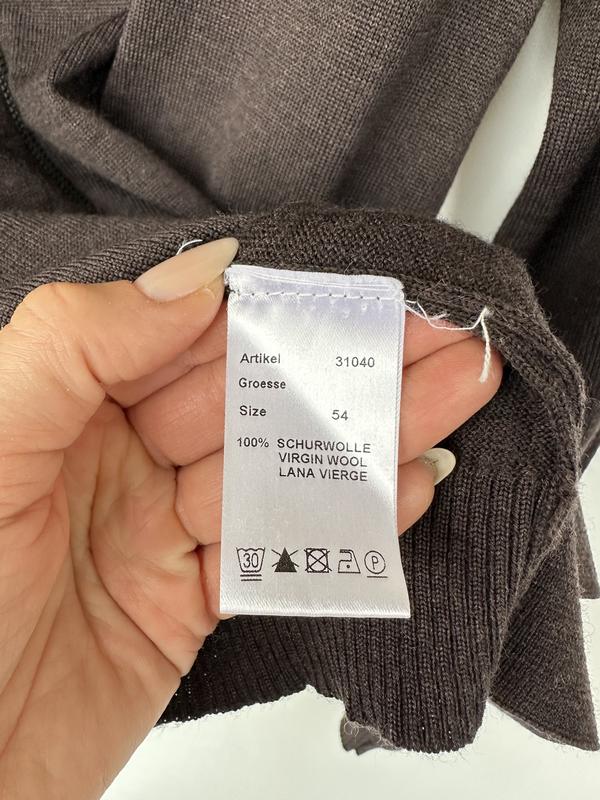 Artikel 31040
Groesse
Size 54
100% SCHURWOLLE
VIRGIN WOOL
LANA VIERGE
30 P